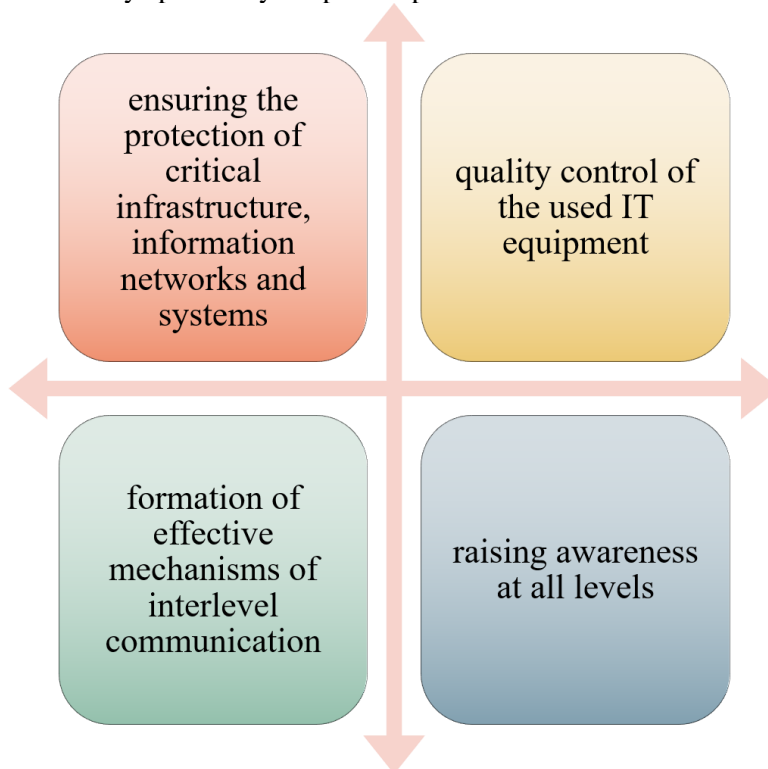 ensuring the
protection of
critical
infrastructure,
information
networks and
systems
quality control of
the used IT
equipment
formation of
effective
mechanisms of
interlevel
communication
raising awareness
at all levels